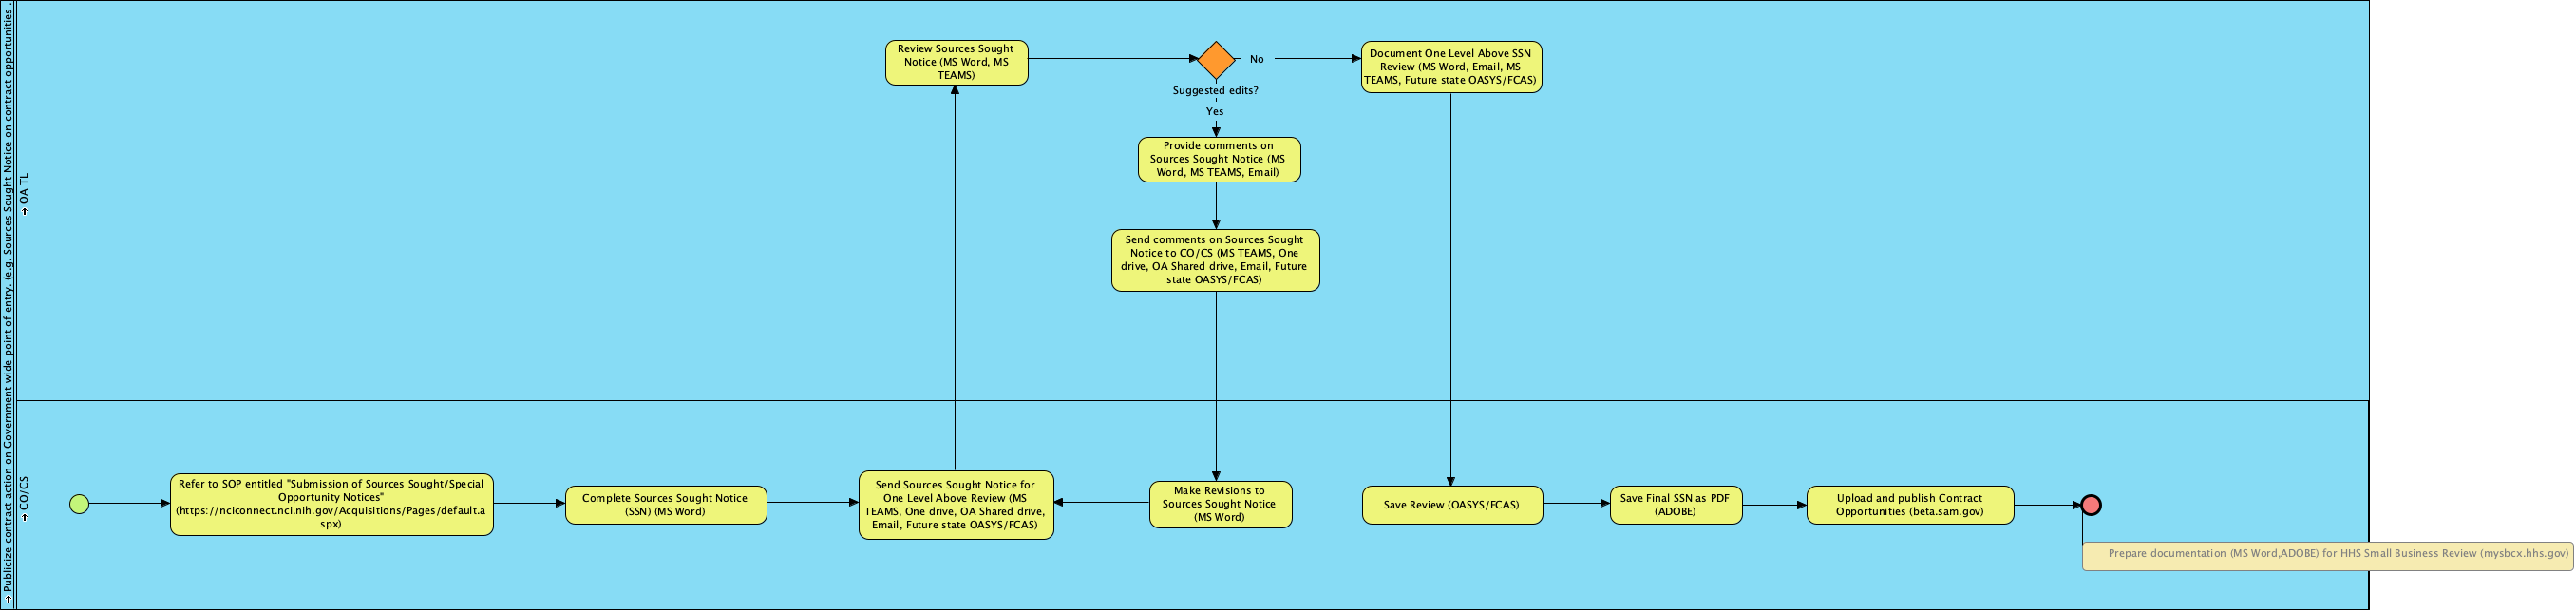 Publicize contract action on Government wide point of entry. (e.g. Sources Sought Notice on contract opportunities .
OA TL
Review Sources Sought
Notice (MS Word, MS
TEAMS)
No
Suggested edits?
Yes
Document One Level Above SSN
Review (MS Word, Email, MS
TEAMS, Future state OASYS/FCAS)
Provide comments on
Sources Sought Notice (MS
Word, MS TEAMS, Email)
Send comments on Sources Sought
Notice to CO/CS (MS TEAMS, One
drive, OA Shared drive, Email, Future
state OASYS/FCAS)
CO/CS
Refer to SOP entitled "Submission of Sources Sought/Special
Opportunity Notices"
(https://nciconnect.nci.nih.gov/Acquisitions/Pages/default.a
spx)
Complete Sources Sought Notice
(SSN) (MS Word)
Send Sources Sought Notice for
One Level Above Review (MS
TEAMS, One drive, OA Shared drive,
Email, Future state OASYS/FCAS)
Make Revisions to
Sources Sought Notice
(MS Word)
Save Review (OASYS/FCAS)
Save Final SSN as PDF
(ADOBE)
Upload and publish Contract
Opportunities (beta.sam.gov)
Prepare documentation (MS Word,ADOBE) for HHS Small Business Review (mysbcx.hhs.gov)